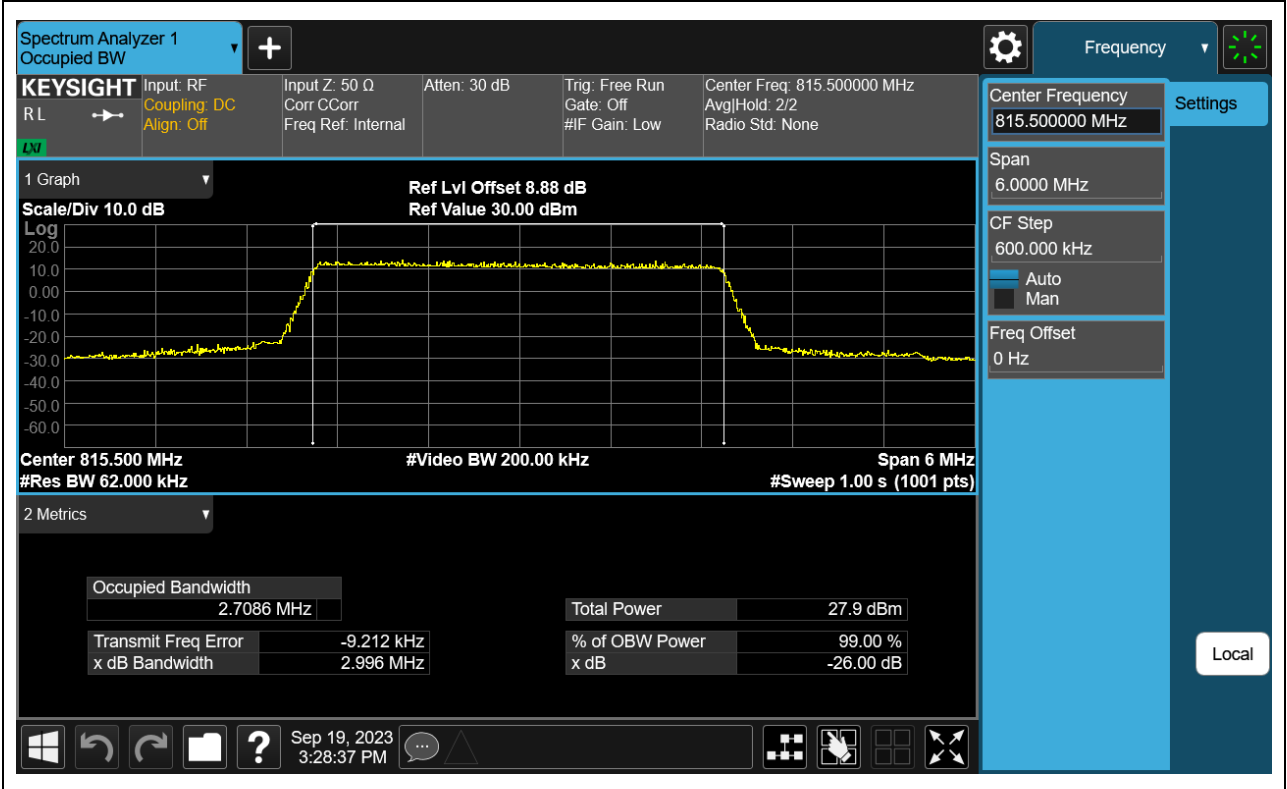 Spectrum Analyzer 1
Occupied BW
+
Frequency
KEYSIGHT
R L
LXI
Input: RF
Coupling: DC
Align: Off
Input Z: 50 Ω
Corr CCorr
Freq Ref: Internal
Atten: 30 dB
Trig: Free Run
Gate: Off
#IF Gain: Low
Center Freq: 815.500000 MHz
Avg|Hold: 2/2
Radio Std: None
Center Frequency
815.500000 MHz
Settings
Span
6.0000 MHz
CF Step
600.000 kHz
Auto
Man
Freq Offset
0 Hz
Local
1 Graph
Scale/Div 10.0 dB
Ref Lvl Offset 8.88 dB
Ref Value 30.00 dBm
Log
20.0
10.0
0.00
-10.0
-20.0
-30.0
-40.0
-50.0
-60.0
Center 815.500 MHz
#Video BW 200.00 kHz
Span 6 MHz
#Res BW 62.000 kHz
#Sweep 1.00 s (1001 pts)
2 Metrics
Occupied Bandwidth
2.7086 MHz
Total Power 27.9 dBm
Transmit Freq Error -9.212 kHz
% of OBW Power 99.00 %
x dB Bandwidth 2.996 MHz
x dB -26.00 dB
?
Sep 19, 2023
3:28:37 PM